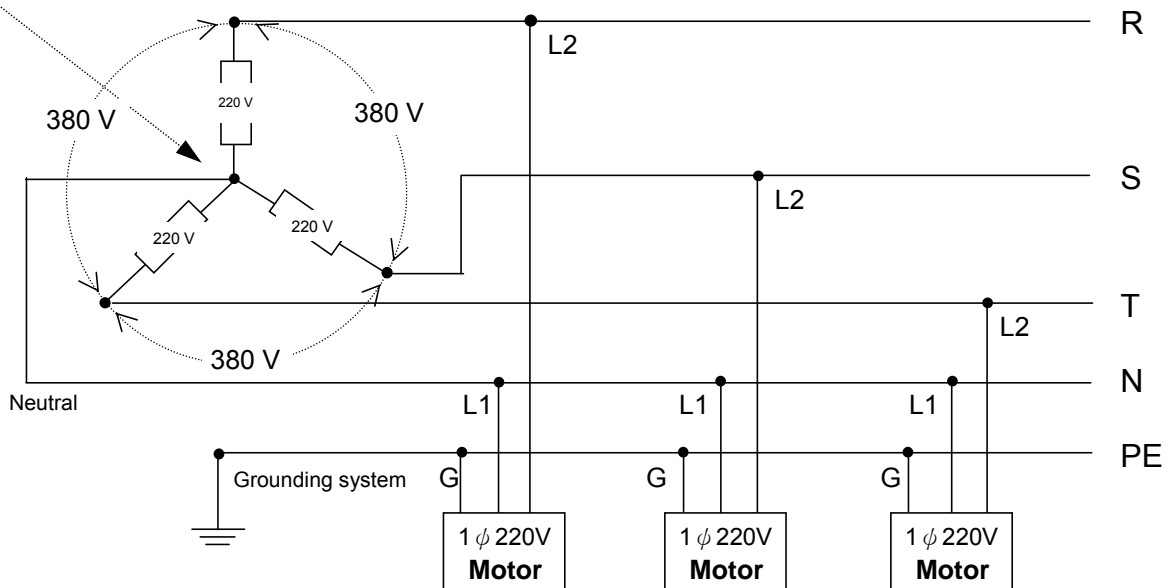 R
L2
220 V
380 V
380 V
S
L2
220 V
220 V
T
L2
380 V
N
Neutral
L1
L1
L1
PE
Grounding system
G
G
G
1 ϕ 220V
Motor
1 ϕ 220V
Motor
1 ϕ 220V
Motor